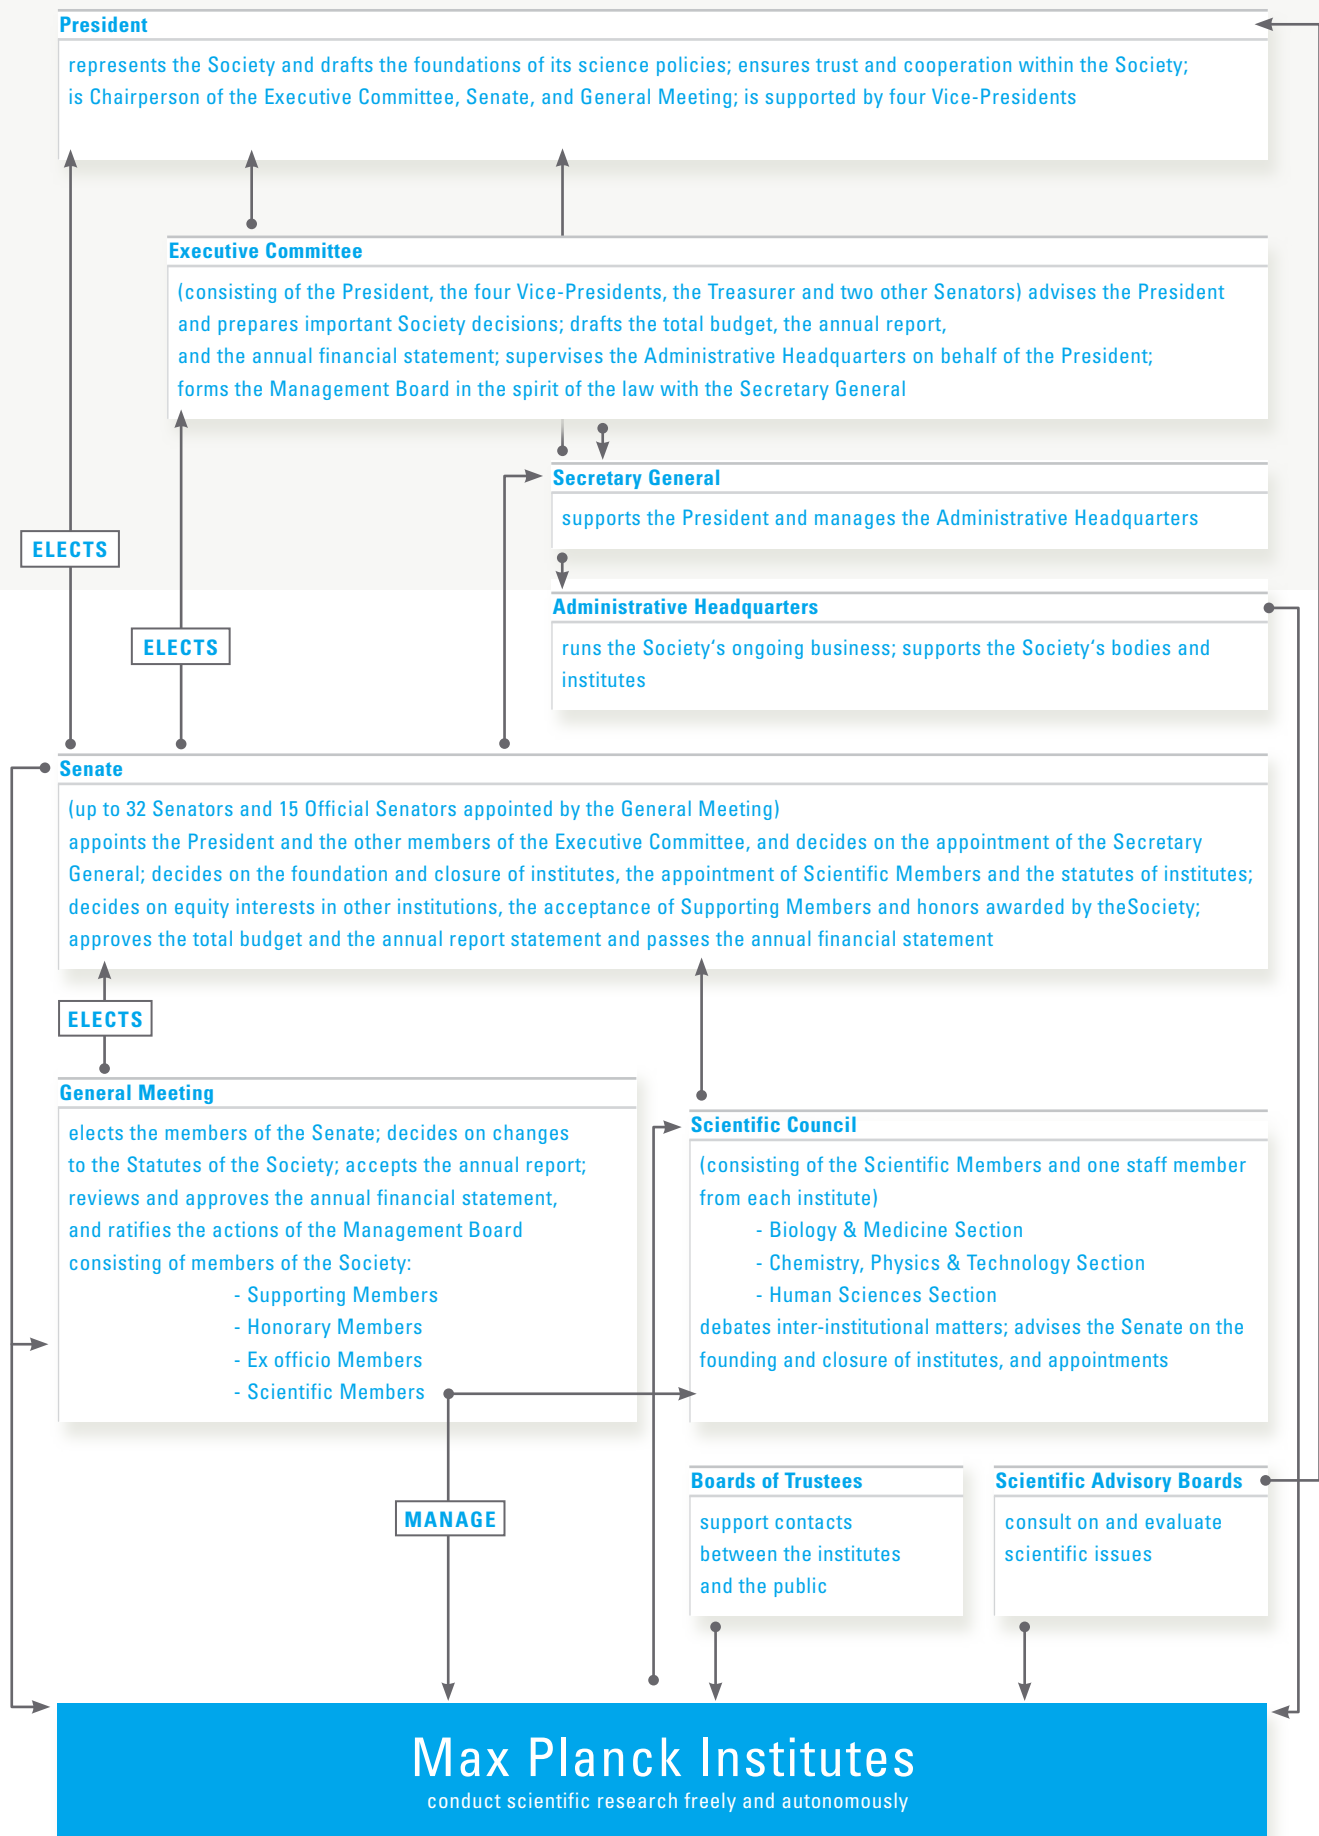 President
represents the Society and drafts the foundations of its science policies; ensures trust and cooperation within the Society;
is Chairperson of the Executive Committee, Senate, and General Meeting; is supported by four Vice-Presidents
Executive Committee
(consisting of the President, the four Vice-Presidents, the Treasurer and two other Senators) advises the President
and prepares important Society decisions; drafts the total budget, the annual report,
and the annual financial statement; supervises the Administrative Headquarters on behalf of the President;
forms the Management Board in the spirit of the law with the Secretary General
Secretary General
supports the President and manages the Administrative Headquarters
ELECTS
Administrative Headquarters
runs the Society‘s ongoing business; supports the Society‘s bodies and
institutes
ELECTS
Senate
(up to 32 Senators and 15 Official Senators appointed by the General Meeting)
appoints the President and the other members of the Executive Committee, and decides on the appointment of the Secretary
General; decides on the foundation and closure of institutes, the appointment of Scientific Members and the statutes of institutes;
decides on equity interests in other institutions, the acceptance of Supporting Members and honors awarded by theSociety;
approves the total budget and the annual report statement and passes the annual financial statement
ELECTS
General Meeting
elects the members of the Senate; decides on changes
to the Statutes of the Society; accepts the annual report;
reviews and approves the annual financial statement,
and ratifies the actions of the Management Board
consisting of members of the Society:
- Supporting Members
- Honorary Members
- Ex officio Members
- Scientific Members
Scientific Council
(consisting of the Scientific Members and one staff member
from each institute)
- Biology & Medicine Section
- Chemistry, Physics & Technology Section
- Human Sciences Section
debates inter-institutional matters; advises the Senate on the
founding and closure of institutes, and appointments
MANAGE
Boards of Trustees
support contacts
between the institutes
and the public
Scientific Advisory Boards
consult on and evaluate
scientific issues
Max Planck Institutes
conduct scientific research freely and autonomously